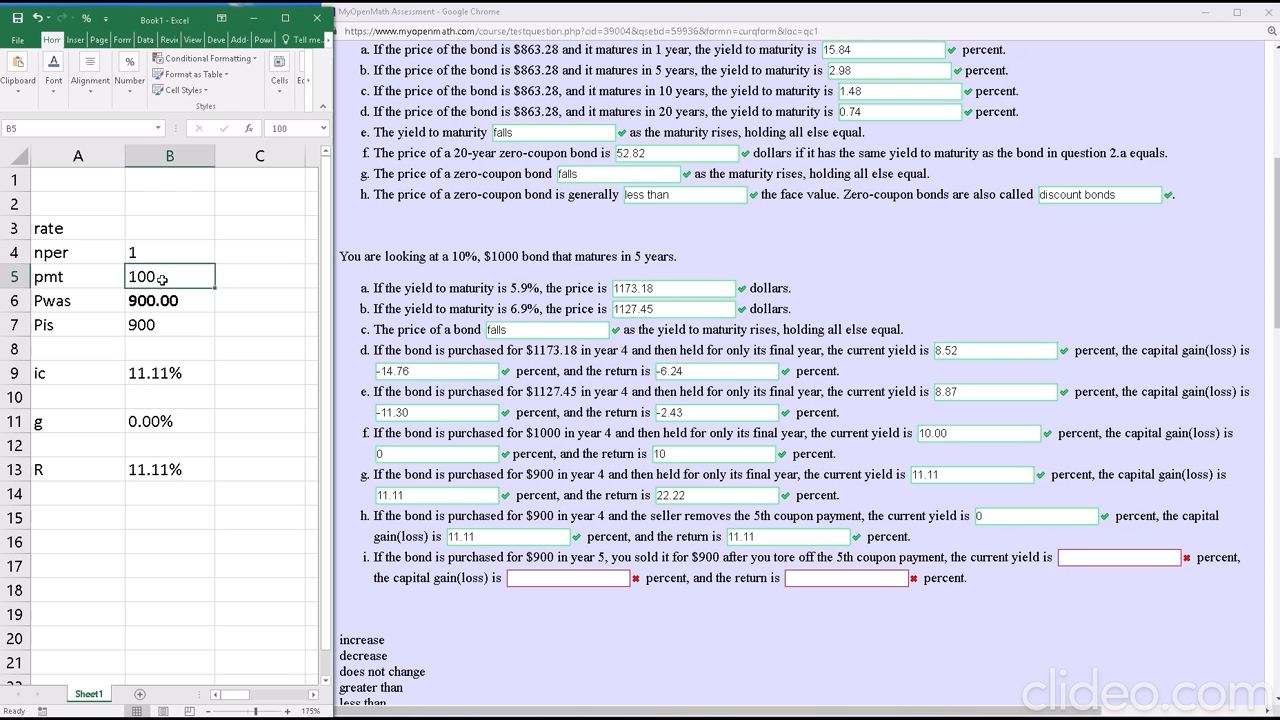 Book1 - Excel
MyOpenMath Assessment - Google Chrome
https://www.myopenmath.com/course/testquestion.php?cid=39004&qsetid=59936&formn=curqform&loc=qc1
File Hom Inser Page Form Data Revi View Deve Add- Pow Tell me.
Clipboard Font Alignment Number Conditional Formatting Format as Table Cell Styles Styles Cells
B5 fx 100
A B C
1
2
3 rate
4 nper 1
5 pmt 100
6 Pwas 900.00
7 Pis 900
8
9 ic 11.11%
10
11 g 0.00%
12
13 R 11.11%
14
15
16
17
18
19
20
21
Sheet1
Ready 175%
a. If the price of the bond is $863.28 and it matures in 1 year, the yield to maturity is 15.84 percent.
b. If the price of the bond is $863.28 and it matures in 5 years, the yield to maturity is 2.98 percent.
c. If the price of the bond is $863.28, and it matures in 10 years, the yield to maturity is 1.48 percent.
d. If the price of the bond is $863.28, and it matures in 20 years, the yield to maturity is 0.74 percent.
e. The yield to maturity falls as the maturity rises, holding all else equal.
f. The price of a 20-year zero-coupon bond is 52.82 dollars if it has the same yield to maturity as the bond in question 2.a equals.
g. The price of a zero-coupon bond falls as the maturity rises, holding all else equal.
h. The price of a zero-coupon bond is generally less than the face value. Zero-coupon bonds are also called discount bonds .
You are looking at a 10%, $1000 bond that matures in 5 years.
a. If the yield to maturity is 5.9%, the price is 1173.18 dollars.
b. If the yield to maturity is 6.9%, the price is 1127.45 dollars.
c. The price of a bond falls as the yield to maturity rises, holding all else equal.
d. If the bond is purchased for $1173.18 in year 4 and then held for only its final year, the current yield is 8.52 percent, the capital gain(loss) is
-14.76 percent, and the return is -6.24 percent.
e. If the bond is purchased for $1127.45 in year 4 and then held for only its final year, the current yield is 8.87 percent, the capital gain(loss) is
-11.30 percent, and the return is -2.43 percent.
f. If the bond is purchased for $1000 in year 4 and then held for only its final year, the current yield is 10.00 percent, the capital gain(loss) is
0 percent, and the return is 10 percent.
g. If the bond is purchased for $900 in year 4 and then held for only its final year, the current yield is 11.11 percent, the capital gain(loss) is
11.11 percent, and the return is 22.22 percent.
h. If the bond is purchased for $900 in year 4 and the seller removes the 5th coupon payment, the current yield is 0 percent, the capital
gain(loss) is 11.11 percent, and the return is 11.11 percent.
i. If the bond is purchased for $900 in year 5, you sold it for $900 after you tore off the 5th coupon payment, the current yield is percent,
the capital gain(loss) is percent, and the return is percent.
increase
decrease
does not change
greater than
less than
clideo.com